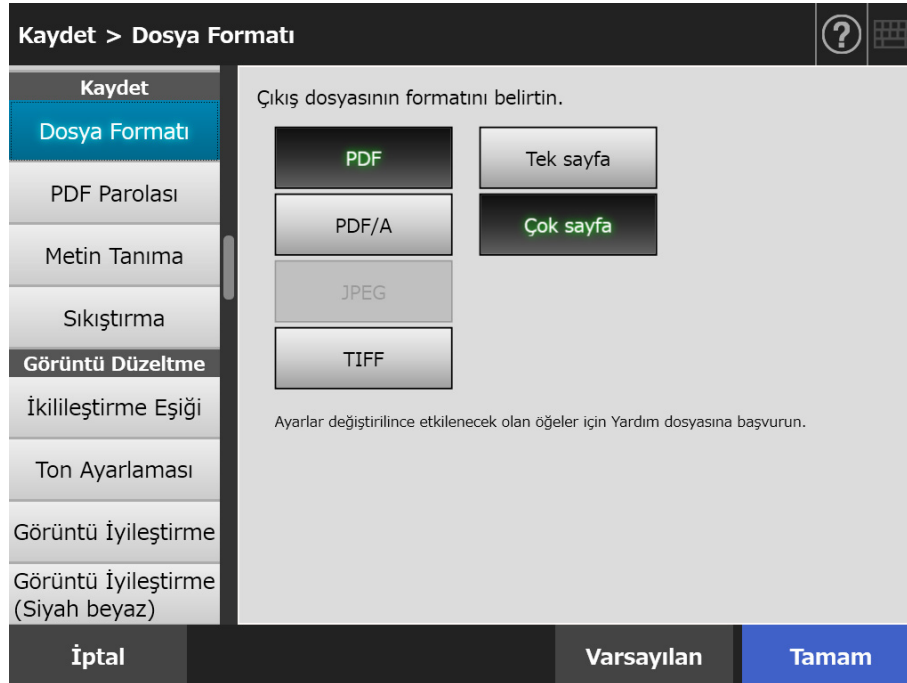 Kaydet > Dosya Formatı
?
Kaydet
Dosya Formatı
PDF Parolası
Metin Tanıma
Sıkıştırma
Görüntü Düzeltme
İkilileştirme Eşiği
Ton Ayarlaması
Görüntü İyileştirme
Görüntü İyileştirme
(Siyah beyaz)
Çıkış dosyasının formatını belirtin.
PDF
Tek sayfa
PDF/A
Çok sayfa
JPEG
TIFF
Ayarlar değiştirilince etkilenecek olan öğeler için Yardım dosyasına başvurun.
İptal
Varsayılan
Tamam